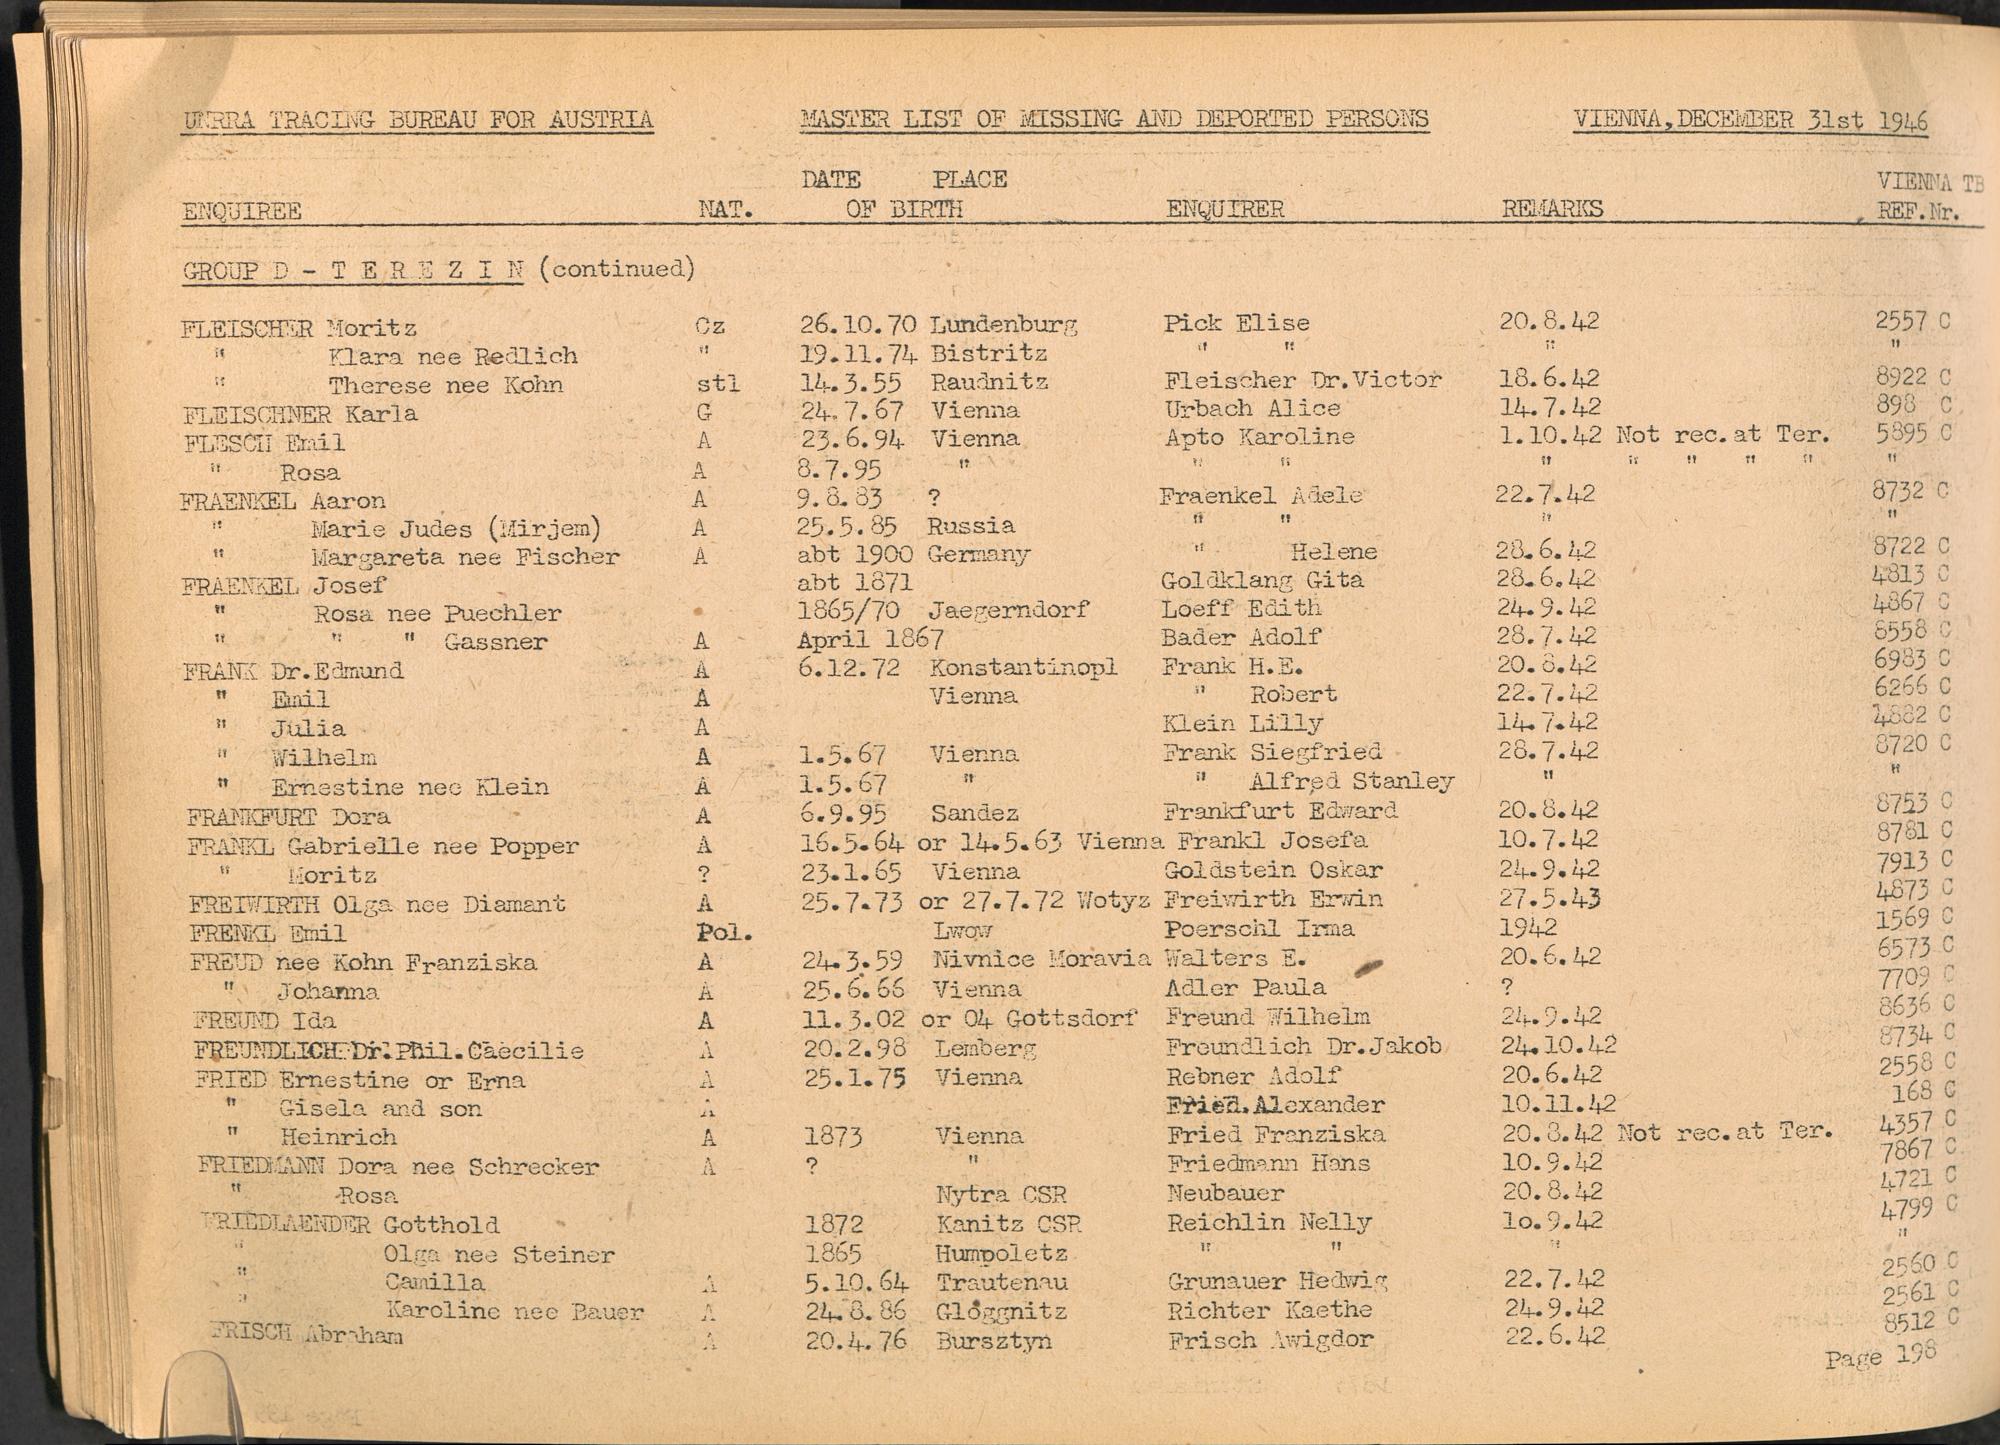 UNRRA TRACING BUREAU FOR AUSTRIA MASTER LIST OF MISSING AND DEPORTED PERSONS VIENNA, DECEMBER 31st 1946
DATE PLACE VIENNA TB
ENQUIREE NAT. OF BIRTH ENQUIRER REMARKS REF.Nr.
GROUP D - T E R E Z I N (continued)
FLEISCHER Moritz Cz 26.10.70 Lundenburg Pick Elise 20.8.42 2557 C
" Klara nee Redlich " 19.11.74 Bistritz " " " "
" Therese nee Kohn stl 14.3.55 Raudnitz Fleischer Dr.Victor 18.6.42 8922 C
FLEISCHNER Karla G 24.7.67 Vienna Urbach Alice 14.7.42 898 C
FLESCH Emil A 23.6.94 Vienna Apto Karoline 1.10.42 Not rec.at Ter. 5895 C
" Rosa A 8.7.95 " " " " " " " " "
FRAENKEL Aaron A 9.8.83 ? Fraenkel Adele 22.7.42 8732 C
" Marie Judes (Mirjem) A 25.5.85 Russia " " " "
" Margareta nee Fischer A abt 1900 Germany " Helene 28.6.42 8722 C
FRAENKEL Josef abt 1871 Goldklang Gita 28.6.42 4813 C
" Rosa nee Puechler 1865/70 Jaegerndorf Loeff Edith 24.9.42 4867 C
" " " Gassner A April 1867 Bader Adolf 28.7.42 8558 C
FRANK Dr.Edmund A 6.12.72 Konstantinopl Frank H.E. 20.8.42 6983 C
" Emil A Vienna " Robert 22.7.42 6266 C
" Julia A Klein Lilly 14.7.42 4882 C
" Wilhelm A 1.5.67 Vienna Frank Siegfried 28.7.42 8720 C
" Ernestine nee Klein A 1.5.67 " " Alfred Stanley " "
FRANKFURT Dora A 6.9.95 Sandez Frankfurt Edward 20.8.42 8753 C
FRANKL Gabrielle nee Popper A 16.5.64 or 14.5.63 Vienna Frankl Josefa 10.7.42 8781 C
" Moritz ? 23.1.65 Vienna Goldstein Oskar 24.9.42 7913 C
FREIWIRTH Olga nee Diamant A 25.7.73 or 27.7.72 Wotyz Freiwirth Erwin 27.5.43 4873 C
FRENKL Emil Pol. Lwow Poerschl Irma 1942 1569 C
FREUD nee Kohn Franziska A 24.3.59 Nivnice Moravia Walters E. 20.6.42 6573 C
" Johanna A 25.6.66 Vienna Adler Paula ? 7709 C
FREUND Ida A 11.3.02 or 04 Gottsdorf Freund Wilhelm 24.9.42 8636 C
FREUNDLICH Dr.Phil.Caecilie A 20.2.98 Lemberg Freundlich Dr.Jakob 24.10.42 8734 C
FRIED Ernestine or Erna A 25.1.75 Vienna Rebner Adolf 20.6.42 2558 C
" Gisela and son A Fried.Alexander 10.11.42 168 C
" Heinrich A 1873 Vienna Fried Franziska 20.8.42 Not rec.at Ter. 4357 C
FRIEDMANN Dora nee Schrecker A ? " Friedmann Hans 10.9.42 7867 C
" Rosa Nytra CSR Neubauer 20.8.42 4721 C
FRIEDLAENDER Gotthold 1872 Kanitz CSR Reichlin Nelly 1o.9.42 4799 C
" Olga nee Steiner 1865 Humpoletz " " " "
" Camilla A 5.10.64 Trautenau Grunauer Hedwig 22.7.42 2560 C
" Karoline nee Bauer A 24.8.86 Gloggnitz Richter Kaethe 24.9.42 2561 C
FRISCH Abraham A 20.4.76 Bursztyn Frisch Awigdor 22.6.42 8512 C
Page 198